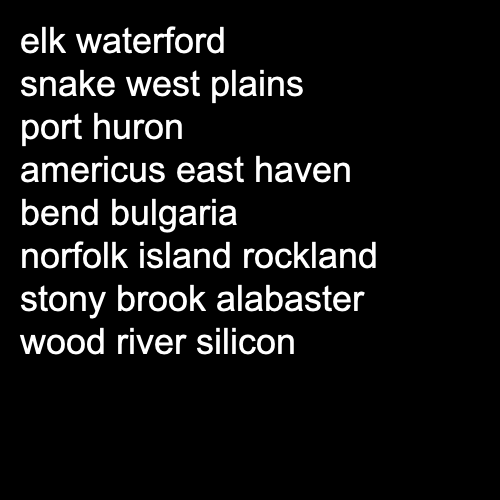 elk waterford
snake west plains
port huron
americus east haven
bend bulgaria
norfolk island rockland
stony brook alabaster
wood river silicon